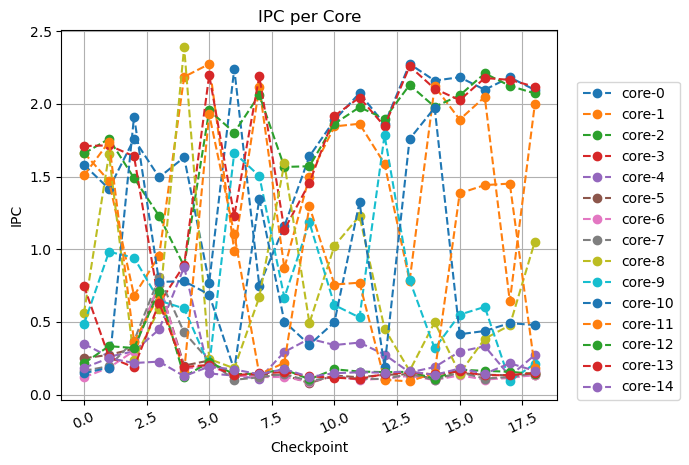 IPC per Core
IPC
2.5
2.0
1.5
1.0
0.5
0.0
0.0
2.5
5.0
7.5
10.0
12.5
15.0
17.5
Checkpoint
core-0
core-1
core-2
core-3
core-4
core-5
core-6
core-7
core-8
core-9
core-10
core-11
core-12
core-13
core-14